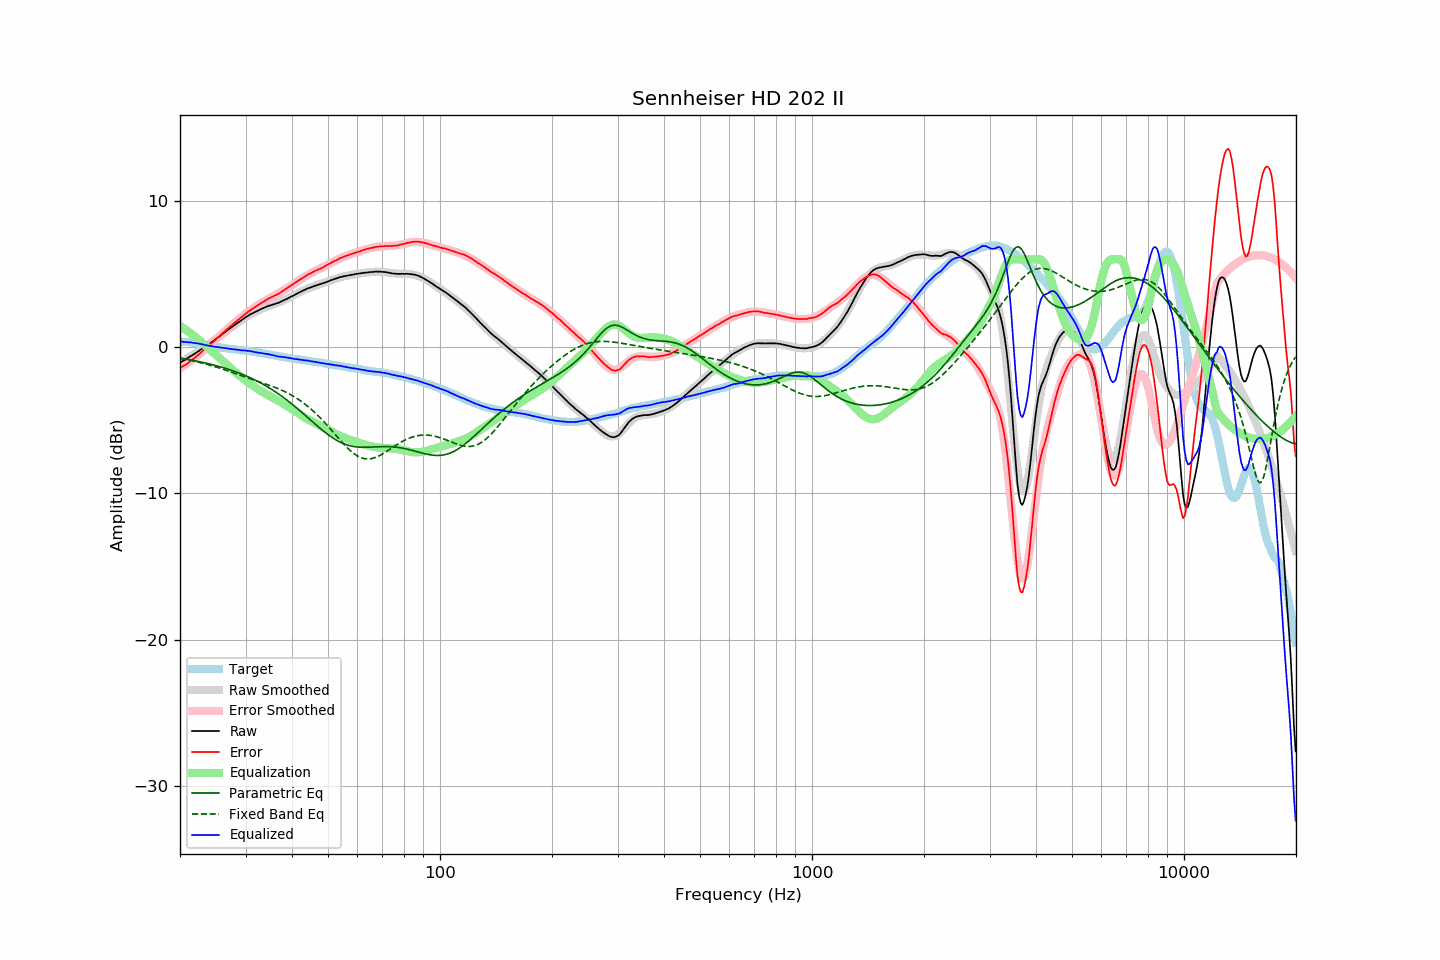 Sennheiser HD 202 II
Amplitude (dBr)
10
0
−10
−20
−30
Target
Raw Smoothed
Error Smoothed
Raw
Error
Equalization
Parametric Eq
Fixed Band Eq
Equalized
100
1000
10000
Frequency (Hz)